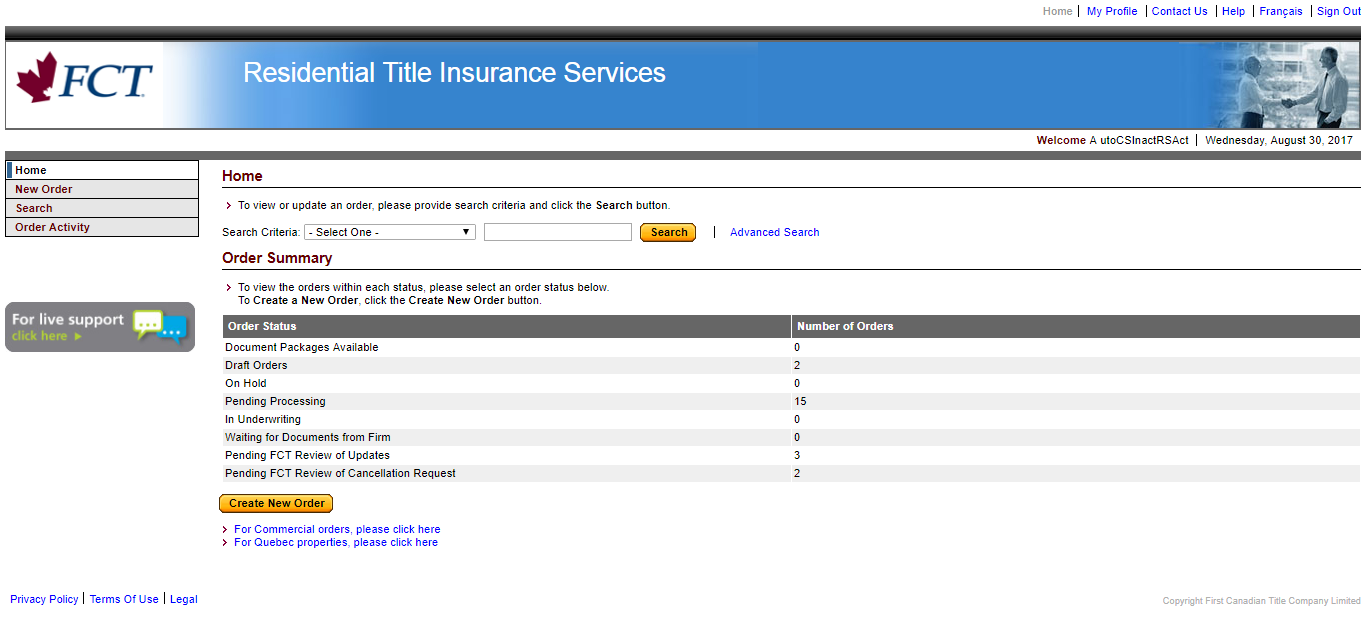 Home | My Profile | Contact Us | Help | Français | Sign Out
FCT
Residential Title Insurance Services
Welcome A utoCSInactRSAct | Wednesday, August 30, 2017
Home
New Order
Search
Order Activity
For live support
click here
Home
To view or update an order, please provide search criteria and click the Search button.
Search Criteria: - Select One - Search | Advanced Search
Order Summary
To view the orders within each status, please select an order status below.
To Create a New Order, click the Create New Order button.
Order Status Number of Orders
Document Packages Available 0
Draft Orders 2
On Hold 0
Pending Processing 15
In Underwriting 0
Waiting for Documents from Firm 0
Pending FCT Review of Updates 3
Pending FCT Review of Cancellation Request 2
Create New Order
For Commercial orders, please click here
For Quebec properties, please click here
Privacy Policy | Terms Of Use | Legal
Copyright First Canadian Title Company Limited